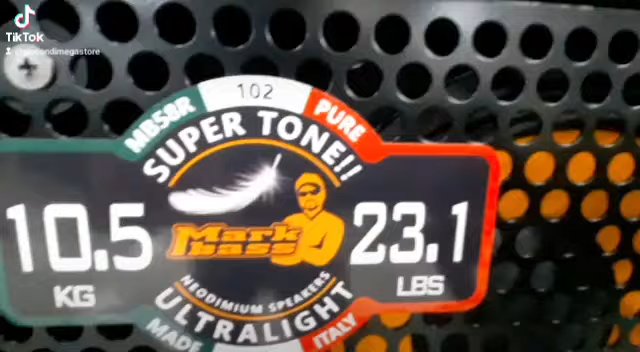 TikTok
102
MB58R
PURE
SUPER TONE!!
10.5
KG
Mark
bass
23.1
LBS
NEODIMIUM SPEAKERS
ULTRALIGHT
MADE
ITALY